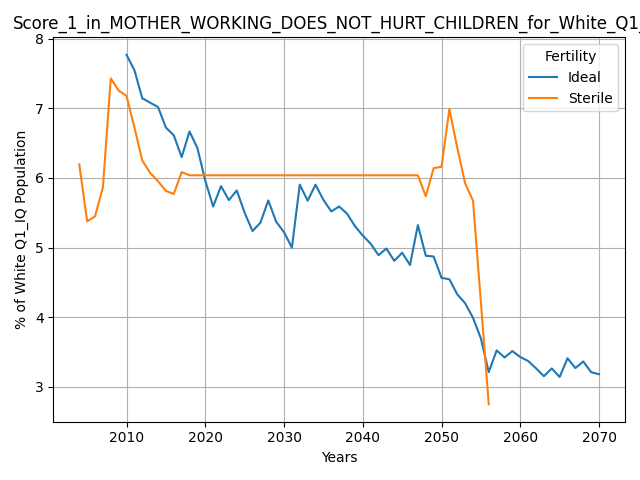 Score_1_in_MOTHER_WORKING_DOES_NOT_HURT_CHILDREN_for_White_Q1_
Fertility
Ideal
Sterile
8
7
6
5
4
3
% of White Q1_IQ Population
2010 2020 2030 2040 2050 2060 2070
Years